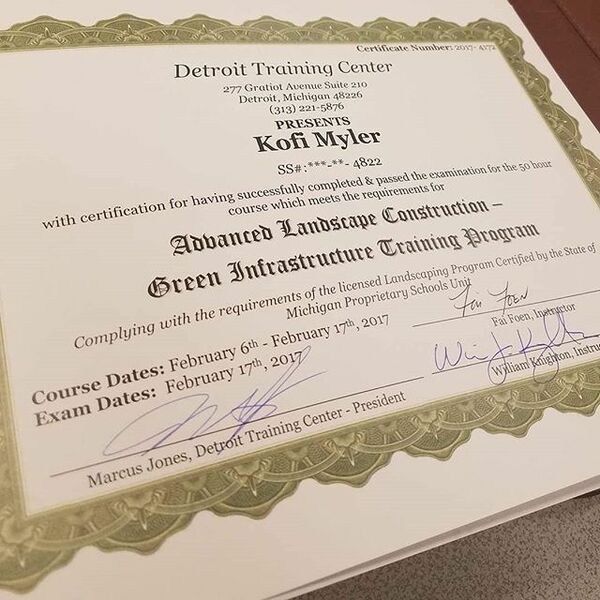 Certificate Number: 2017- 4172
Detroit Training Center
277 Gratiot Avenue Suite 210
Detroit, Michigan 48226
(313) 221-5876
PRESENTS
Kofi Myler
SS#:***-**- 4822
with certification for having successfully completed & passed the examination for the 50 hour
course which meets the requirements for
Advanced Landscape Construction –
Green Infrastructure Training Program
Complying with the requirements of the licensed Landscaping Program Certified by the State of
Michigan Proprietary Schools Unit
Fai Foen
Fai Foen, Instructor
Course Dates: February 6th - February 17th, 2017
Exam Dates: February 17th, 2017
William Knighton, Instruc
Marcus Jones, Detroit Training Center - President